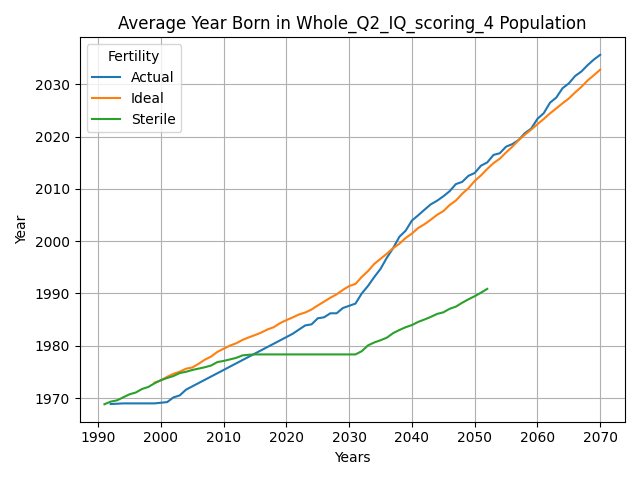 Average Year Born in Whole_Q2_IQ_scoring_4 Population
Fertility
Actual
Ideal
Sterile
Year
2030
2020
2010
2000
1990
1980
1970
1990 2000 2010 2020 2030 2040 2050 2060 2070
Years